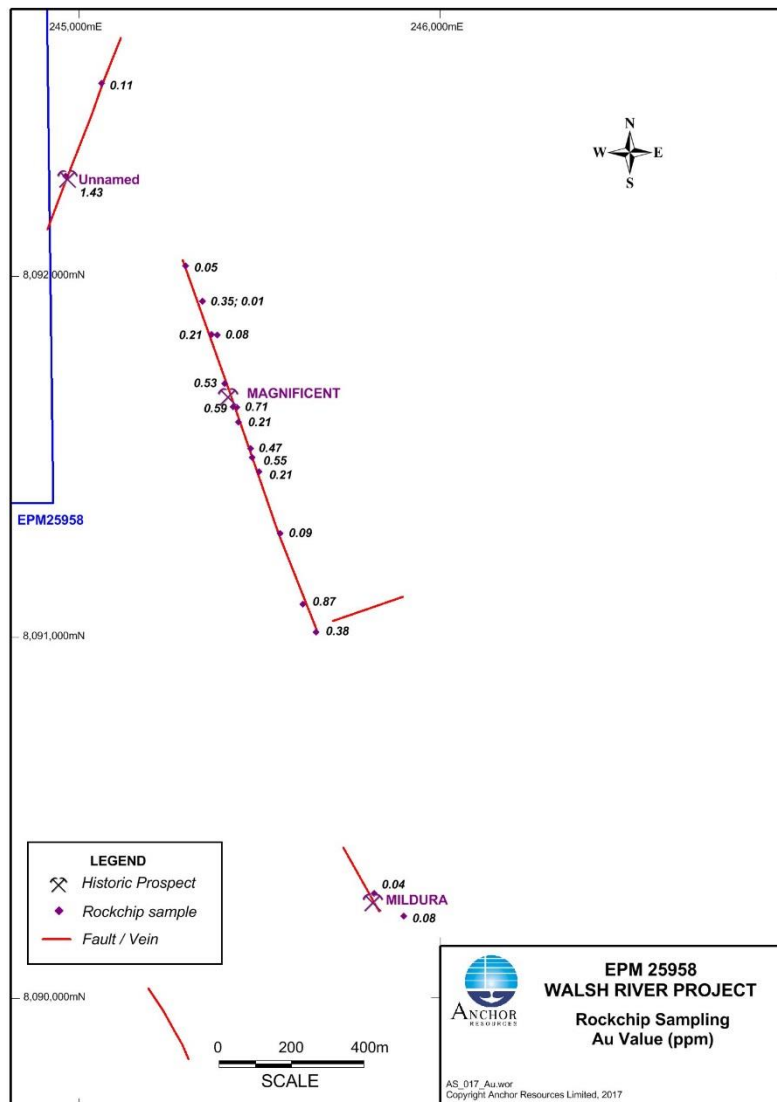 245,000mE
246,000mE
0.11
N
W E
S
Unnamed
1.43
8,092,000mN
0.05
0.35; 0.01
0.21
0.08
0.53
MAGNIFICENT
0.59
0.71
0.21
0.47
0.55
0.21
EPM25958
0.09
0.87
8,091,000mN
0.38
LEGEND
Historic Prospect
Rockchip sample
Fault / Vein
0.04
MILDURA
0.08
8,090,000mN
0 200 400m
SCALE
ANCHOR
RESOURCES
EPM 25958
WALSH RIVER PROJECT
Rockchip Sampling
Au Value (ppm)
AS_017_Au.wor
Copyright Anchor Resources Limited, 2017